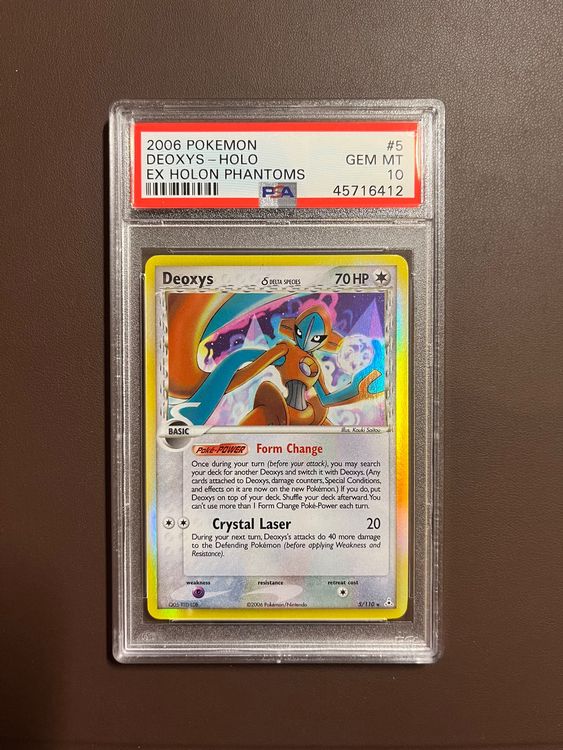 2006 POKEMON #5
DEOXYS - HOLO GEM MT
EX HOLON PHANTOMS 10
PSA 45716412
Deoxys δ DELTA SPECIES 70 HP
Illus. Kouki Saitou
BASIC
Poké-POWER Form Change
Once during your turn (before your attack), you may search
your deck for another Deoxys and switch it with Deoxys. (Any
cards attached to Deoxys, damage counters, Special Conditions,
and effects on it are now on the new Pokémon.) If you do, put
Deoxys on top of your deck. Shuffle your deck afterward. You
can't use more than 1 Form Change Poké-Power each turn.
Crystal Laser 20
During your next turn, Deoxys's attacks do 40 more damage
to the Defending Pokémon (before applying Weakness and
Resistance).
weakness resistance retreat cost
©2006 Pokémon/Nintendo 5/110 ★